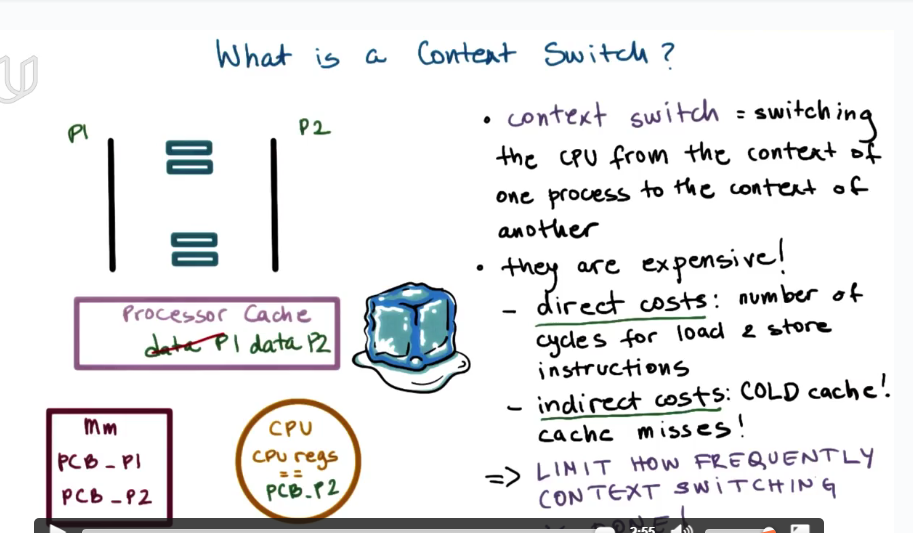 What is a Context Switch?
P1
P2
Processor Cache
data P1 data P2
Mm
PCB_P1
PCB_P2
CPU
CPU regs
==
PCB_P2
• context switch = switching
the CPU from the context of
one process to the context of
another
• they are expensive!
- direct costs: number of
cycles for load & store
instructions
- indirect costs: COLD cache!
cache misses!
=> LIMIT HOW FREQUENTLY
CONTEXT SWITCHING
2:55